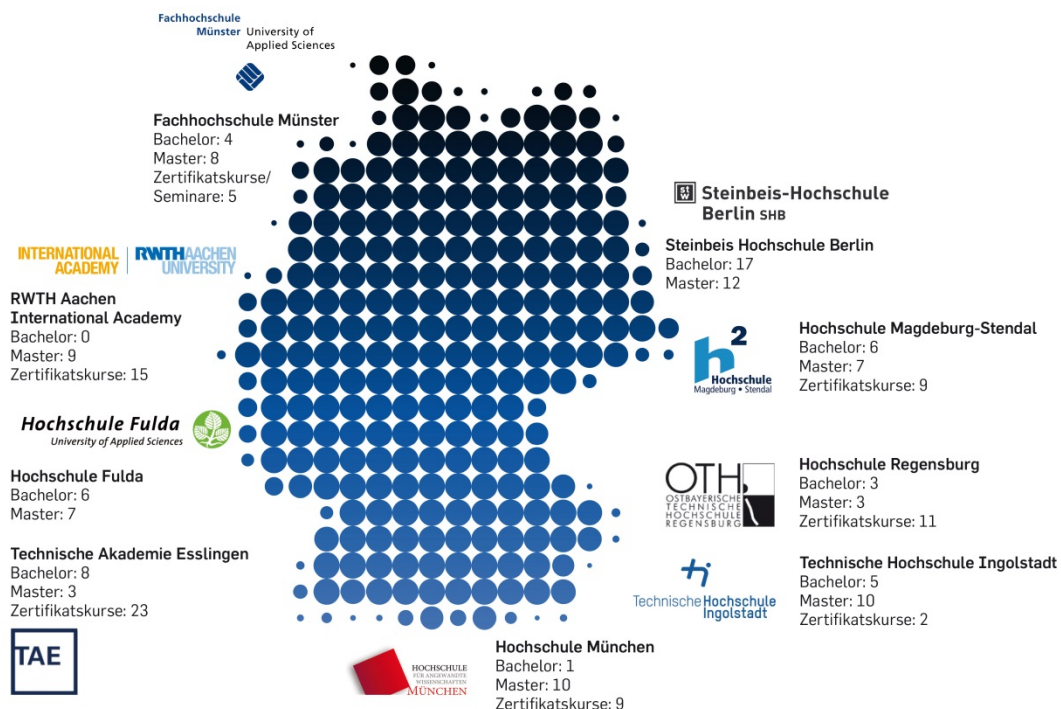 Fachhochschule
Münster University of
Applied Sciences
Fachhochschule Münster
Bachelor: 4
Master: 8
Zertifikatskurse/
Seminare: 5
INTERNATIONAL
ACADEMY
RWTHAACHEN
UNIVERSITY
RWTH Aachen
International Academy
Bachelor: 0
Master: 9
Zertifikatskurse: 15
Hochschule Fulda
University of Applied Sciences
Hochschule Fulda
Bachelor: 6
Master: 7
Technische Akademie Esslingen
Bachelor: 8
Master: 3
Zertifikatskurse: 23
TAE
stw
Steinbeis-Hochschule
Berlin SHB
Steinbeis Hochschule Berlin
Bachelor: 17
Master: 12
h2
Hochschule
Magdeburg • Stendal
Hochschule Magdeburg-Stendal
Bachelor: 6
Master: 7
Zertifikatskurse: 9
OTH
OSTBAYERISCHE
TECHNISCHE
HOCHSCHULE
REGENSBURG
Hochschule Regensburg
Bachelor: 3
Master: 3
Zertifikatskurse: 11
Technische Hochschule
Ingolstadt
Technische Hochschule Ingolstadt
Bachelor: 5
Master: 10
Zertifikatskurse: 2
HOCHSCHULE
FÜR ANGEWANDTE
WISSENSCHAFTEN
MÜNCHEN
Hochschule München
Bachelor: 1
Master: 10
Zertifikatskurse: 9